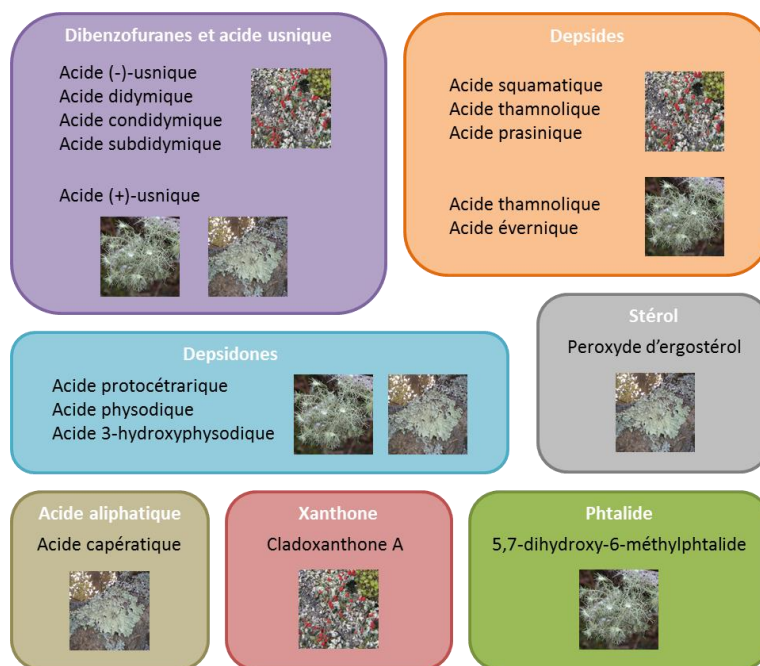 Dibenzofuranes et acide usnique
Acide (-)-usnique
Acide didymique
Acide condidymique
Acide subdidymique
Acide (+)-usnique
Depsides
Acide squamatique
Acide thamnolique
Acide prasinique
Acide thamnolique
Acide évernique
Depsidones
Acide protocétrarique
Acide physodique
Acide 3-hydroxyphysodique
Stérol
Peroxyde d'ergostérol
Acide aliphatique
Acide capératique
Xanthone
Cladoxanthone A
Phtalide
5,7-dihydroxy-6-méthylphtalide